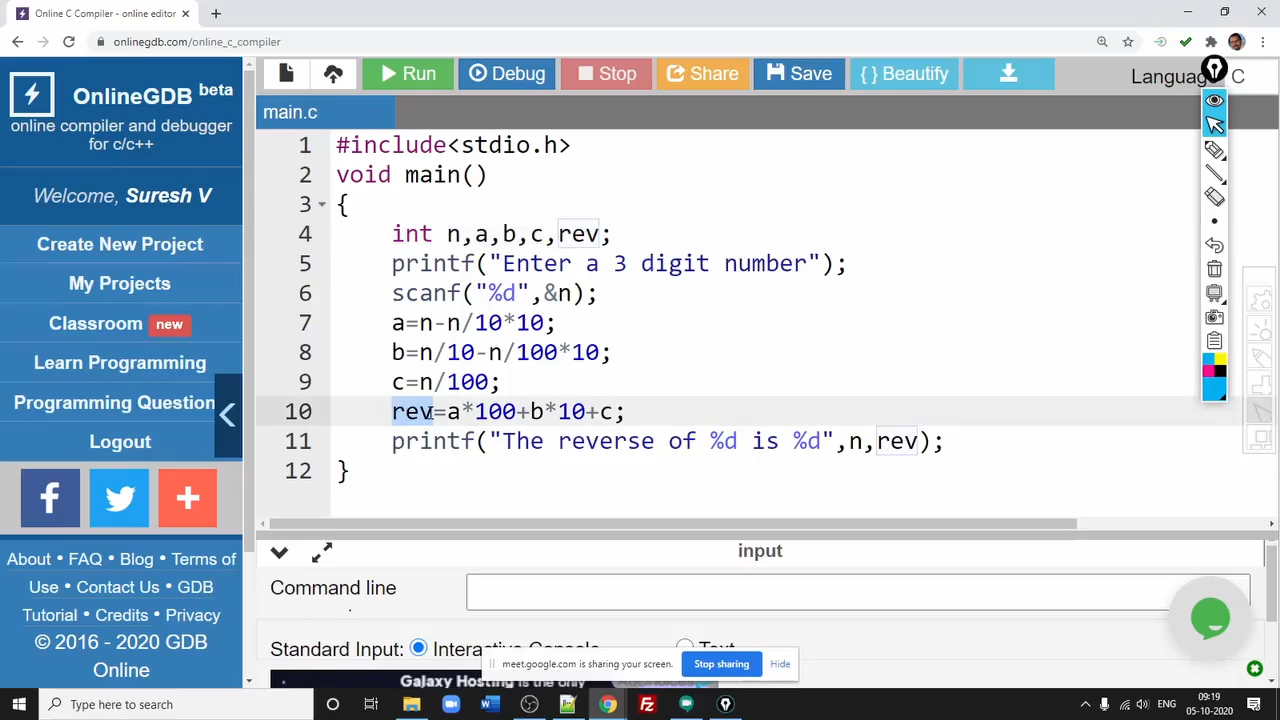 Online C Compiler - online editor
onlinegdb.com/online_c_compiler
OnlineGDB beta
online compiler and debugger
for c/c++
Welcome, Suresh V
Create New Project
My Projects
Classroom new
Learn Programming
Programming Question
Logout
About • FAQ • Blog • Terms of
Use • Contact Us • GDB
Tutorial • Credits • Privacy
© 2016 - 2020 GDB
Online
Run
Debug
Stop
Share
Save
{ } Beautify
Language C
main.c
1 #include<stdio.h>
2 void main()
3 {
4 int n,a,b,c,rev;
5 printf("Enter a 3 digit number");
6 scanf("%d",&n);
7 a=n-n/10*10;
8 b=n/10-n/100*10;
9 c=n/100;
10 rev=a*100+b*10+c;
11 printf("The reverse of %d is %d",n,rev);
12 }
input
Command line
Standard Input: Interactive Console Text
meet.google.com is sharing your screen. Stop sharing Hide
Galaxy Hosting is the only
Type here to search
ENG
09:19
05-10-2020